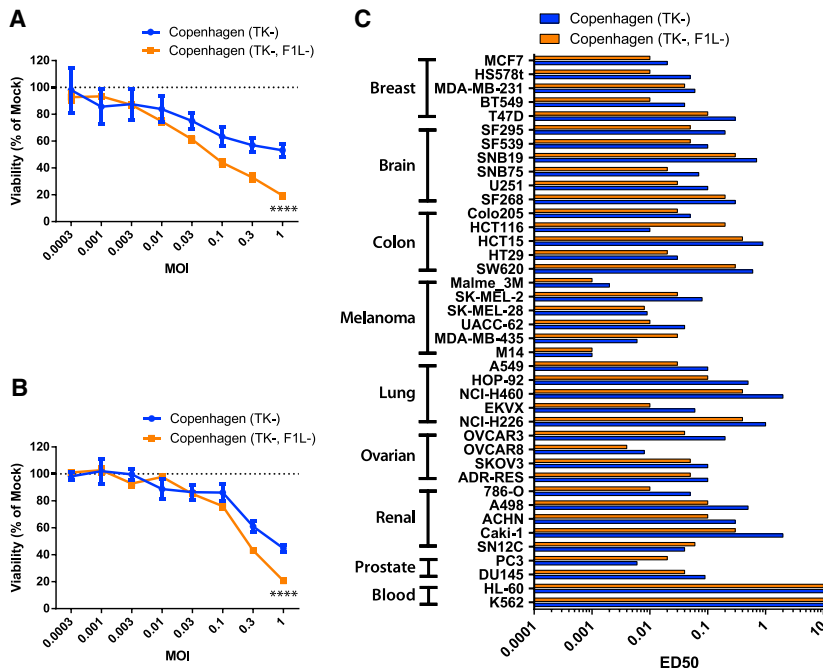 A
Copenhagen (TK-)
Copenhagen (TK-, F1L-)
Viability (% of Mock)
120
100
80
60
40
20
0
****
0.0003
0.001
0.003
0.01
0.03
0.1
0.3
1
MOI
B
Copenhagen (TK-)
Copenhagen (TK-, F1L-)
Viability (% of Mock)
120
100
80
60
40
20
0
****
0.0003
0.001
0.003
0.01
0.03
0.1
0.3
1
MOI
C
Copenhagen (TK-)
Copenhagen (TK-, F1L-)
Breast
MCF7
HS578t
MDA-MB-231
BT549
T47D
Brain
SF295
SF539
SNB19
SNB75
U251
SF268
Colon
Colo205
HCT116
HCT15
HT29
SW620
Melanoma
Malme_3M
SK-MEL-2
SK-MEL-28
UACC-62
MDA-MB-435
M14
Lung
A549
HOP-92
NCI-H460
EKVX
NCI-H226
Ovarian
OVCAR3
OVCAR8
SKOV3
ADR-RES
Renal
786-O
A498
ACHN
Caki-1
SN12C
Prostate
PC3
DU145
Blood
HL-60
K562
0.0001
0.001
0.01
0.1
1
10
ED50